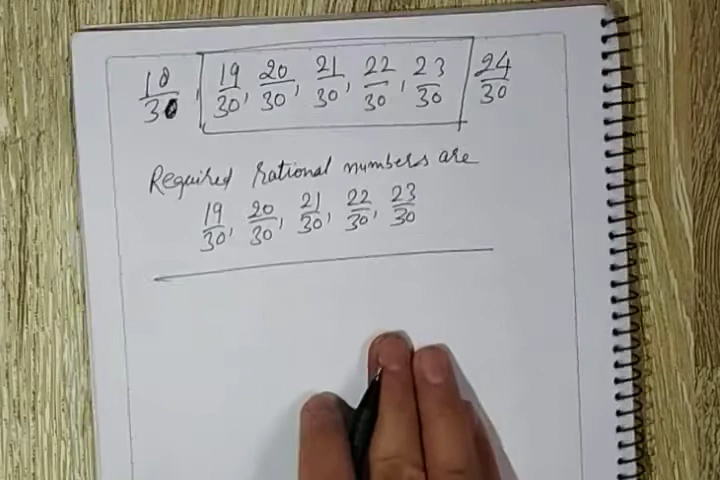 18/30, 19/30, 20/30, 21/30, 22/30, 23/30 24/30
Required rational numbers are
19/30, 20/30, 21/30, 22/30, 23/30